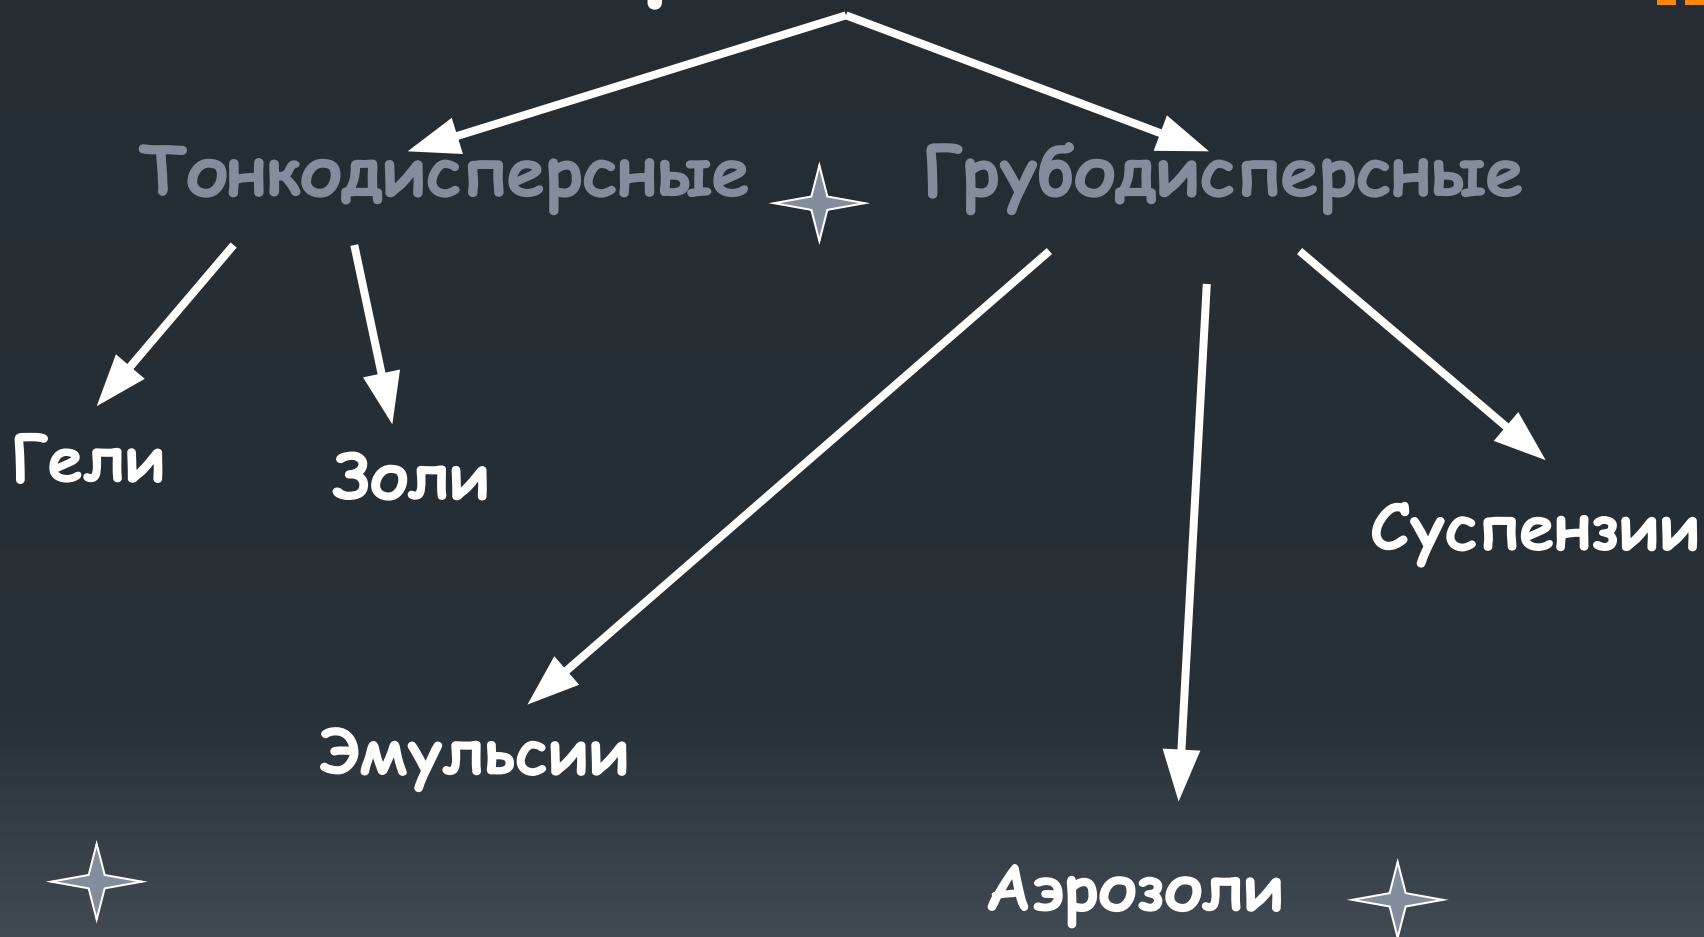 Тонкодисперсные
Грубодисперсные
Гели
Золи
Суспензии
Эмульсии
Аэрозоли